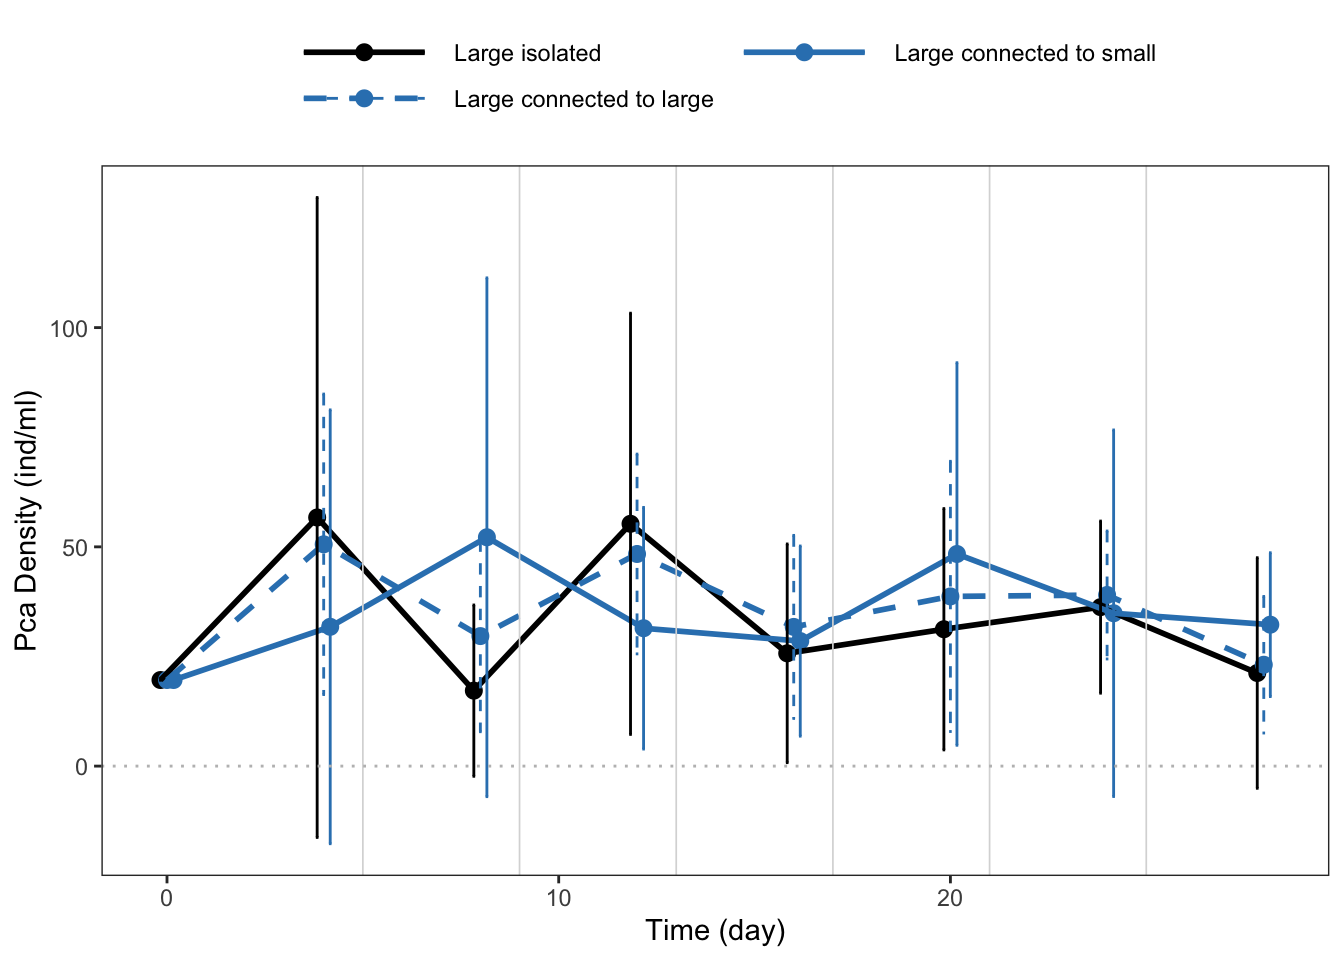 Large isolated
Large connected to small
Large connected to large
Pca Density (ind/ml)
100
50
0
0
10
20
Time (day)